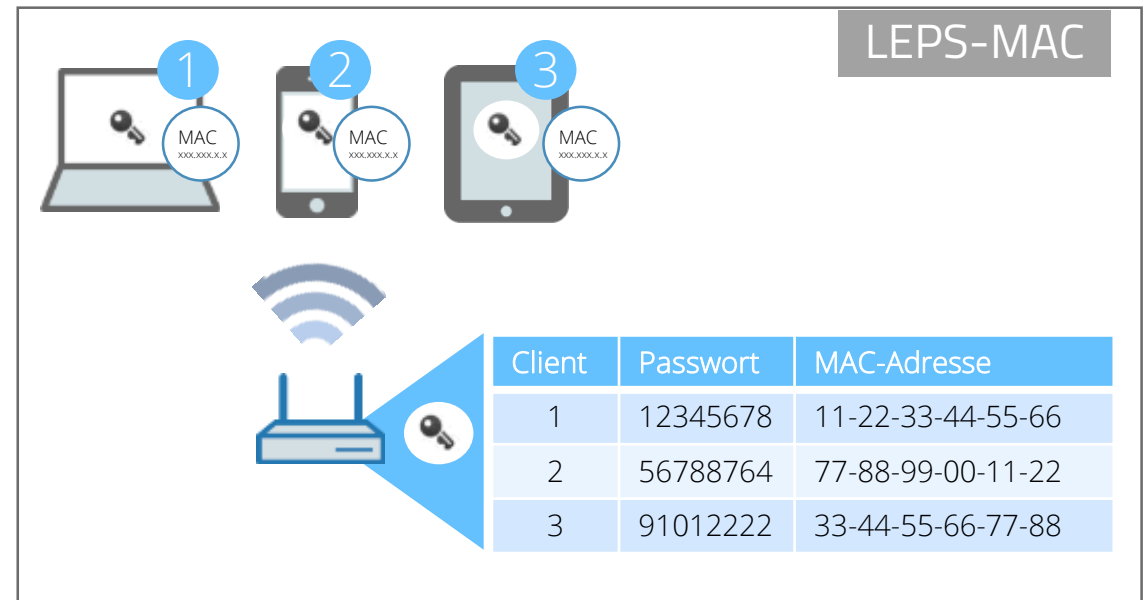 LEPS-MAC
1
2
3
MAC
xxx.xxx.x.x
MAC
xxx.xxx.x.x
MAC
xxx.xxx.x.x
Client Passwort MAC-Adresse
1 12345678 11-22-33-44-55-66
2 56788764 77-88-99-00-11-22
3 91012222 33-44-55-66-77-88